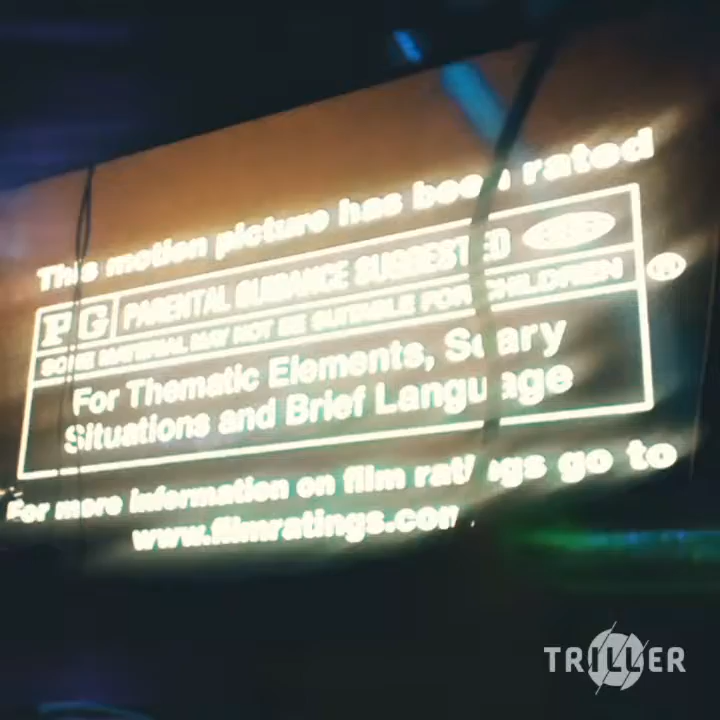 This motion picture has been rated
PG PARENTAL GUIDANCE SUGGESTED
SOME MATERIAL MAY NOT BE SUITABLE FOR CHILDREN
For Thematic Elements, Scary
Situations and Brief Language
For more information on film ratings go to
www.filmratings.com
TRILLER